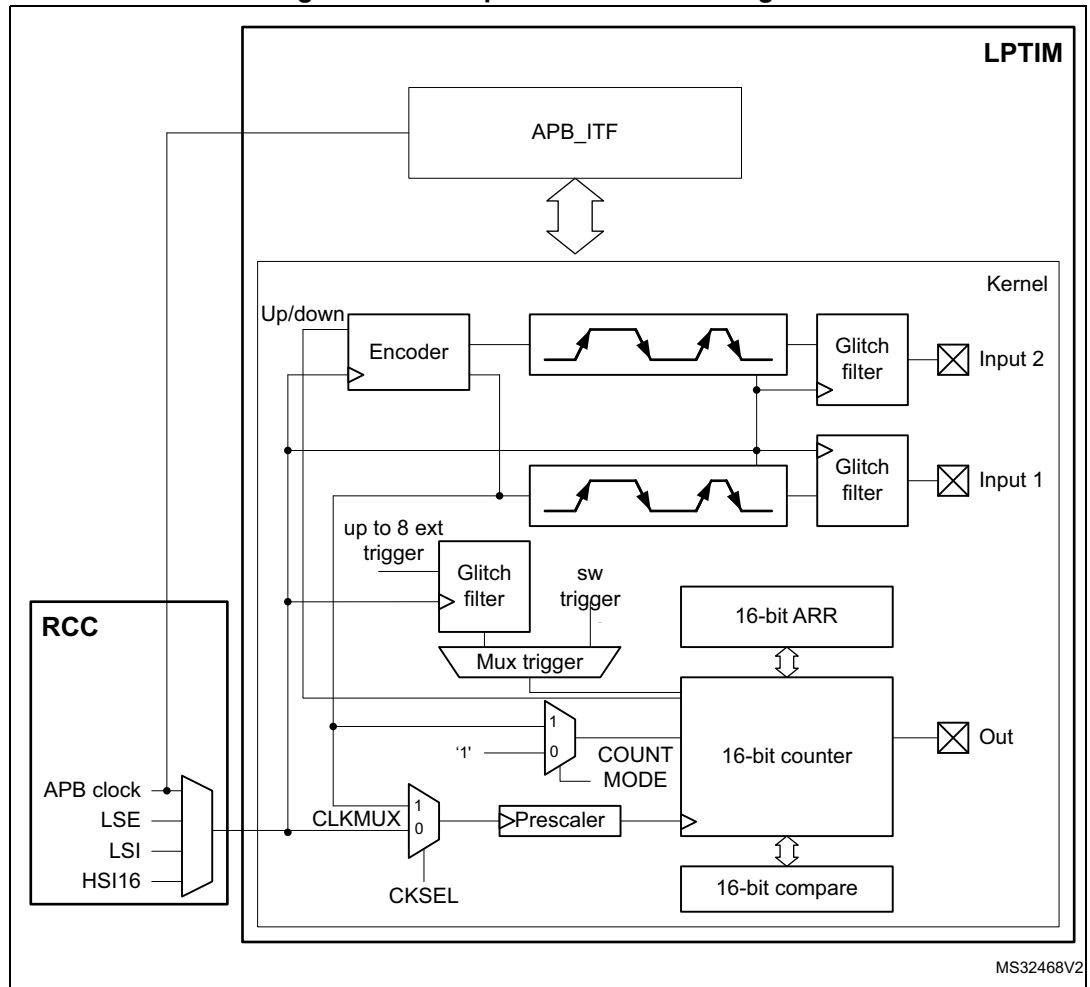 LPTIM
APB_ITF
Kernel
Up/down
Encoder
Glitch
filter
Input 2
Glitch
filter
Input 1
up to 8 ext
trigger
Glitch
filter
sw
trigger
Mux trigger
16-bit ARR
RCC
1
'1'
0
COUNT
MODE
16-bit counter
Out
APB clock
LSE
LSI
HSI16
CLKMUX
1
0
Prescaler
CKSEL
16-bit compare
MS32468V2